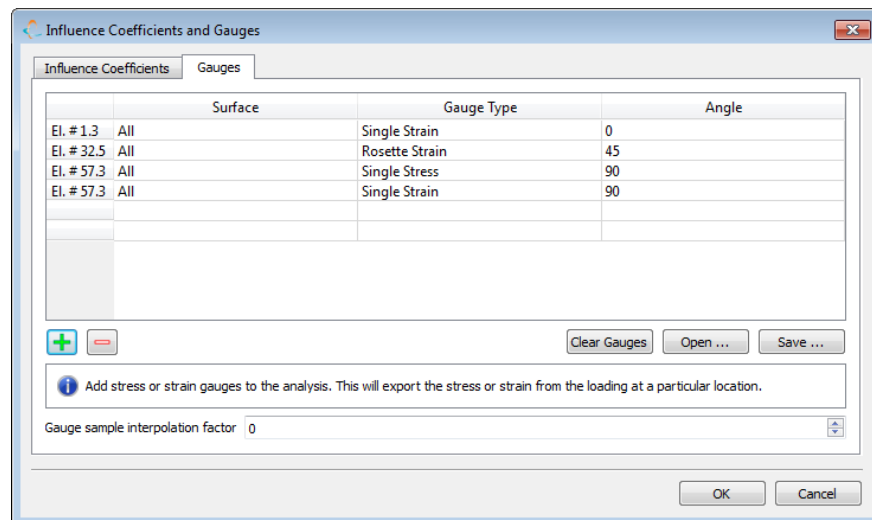 Influence Coefficients and Gauges
Influence Coefficients Gauges
Surface Gauge Type Angle
El. # 1.3 All Single Strain 0
El. # 32.5 All Rosette Strain 45
El. # 57.3 All Single Stress 90
El. # 57.3 All Single Strain 90
Clear Gauges Open ... Save ...
Add stress or strain gauges to the analysis. This will export the stress or strain from the loading at a particular location.
Gauge sample interpolation factor 0
OK Cancel